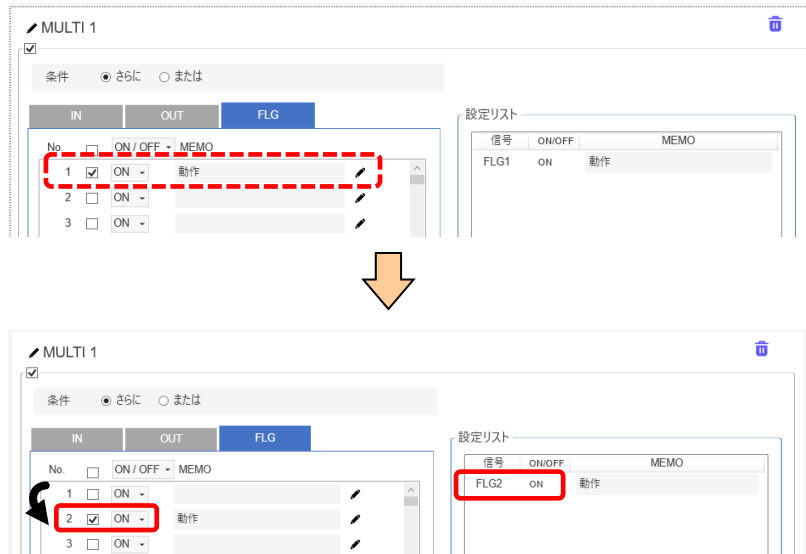 MULTI 1
条件 さらに または
IN OUT FLG
設定リスト
No. ON / OFF MEMO
信号 ON/OFF MEMO
1 ON 動作
FLG1 ON 動作
2 ON
3 ON
MULTI 1
条件 さらに または
IN OUT FLG
設定リスト
No. ON / OFF MEMO
信号 ON/OFF MEMO
1 ON
FLG2 ON 動作
2 ON 動作
3 ON